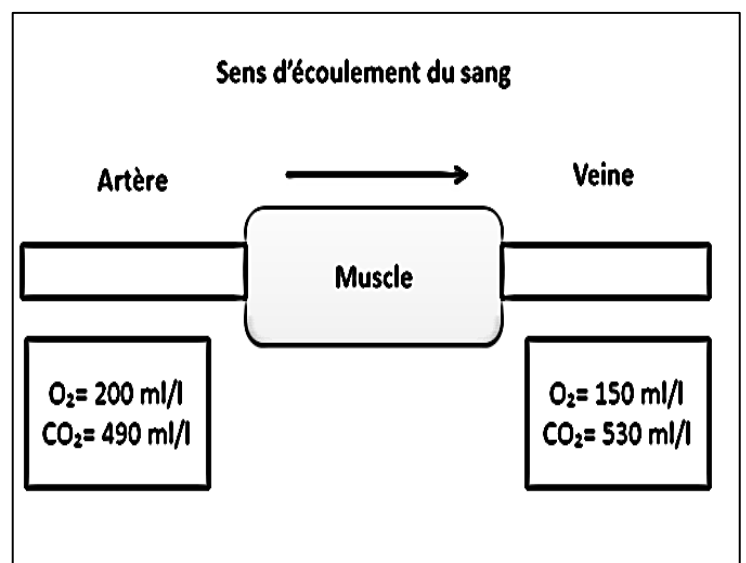 Sens d'écoulement du sang
Artère
Veine
Muscle
O₂= 200 ml/l
CO₂= 490 ml/l
O₂= 150 ml/l
CO₂= 530 ml/l